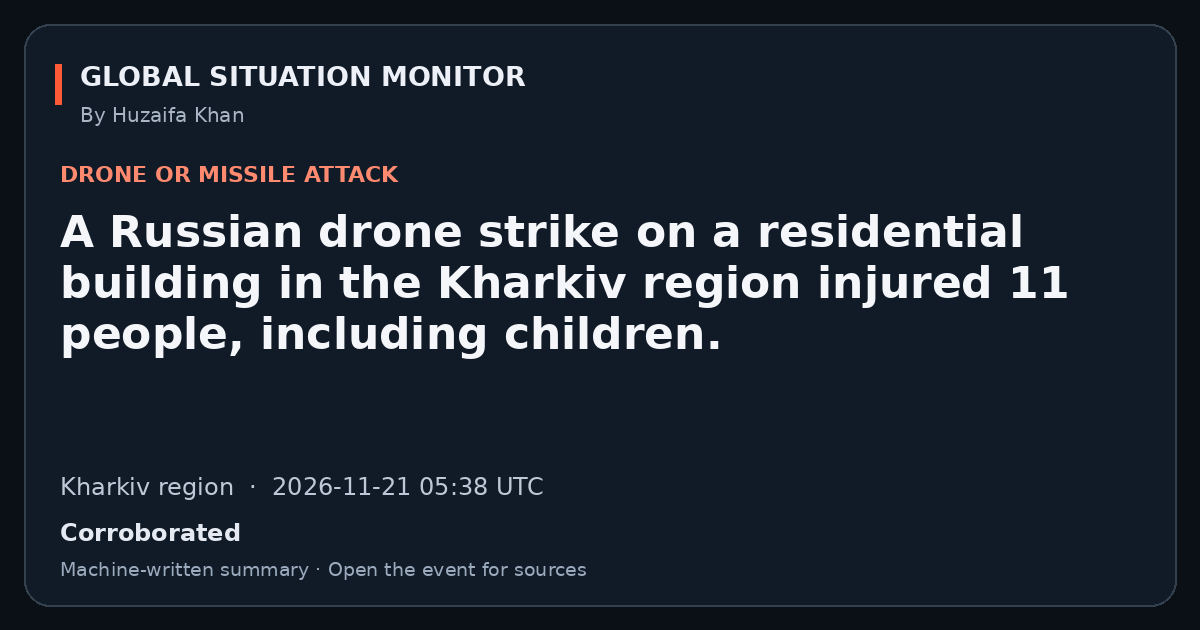 GLOBAL SITUATION MONITOR
By Huzaifa Khan
DRONE OR MISSILE ATTACK
A Russian drone strike on a residential
building in the Kharkiv region injured 11
people, including children.
Kharkiv region · 2026-11-21 05:38 UTC
Corroborated
Machine-written summary · Open the event for sources